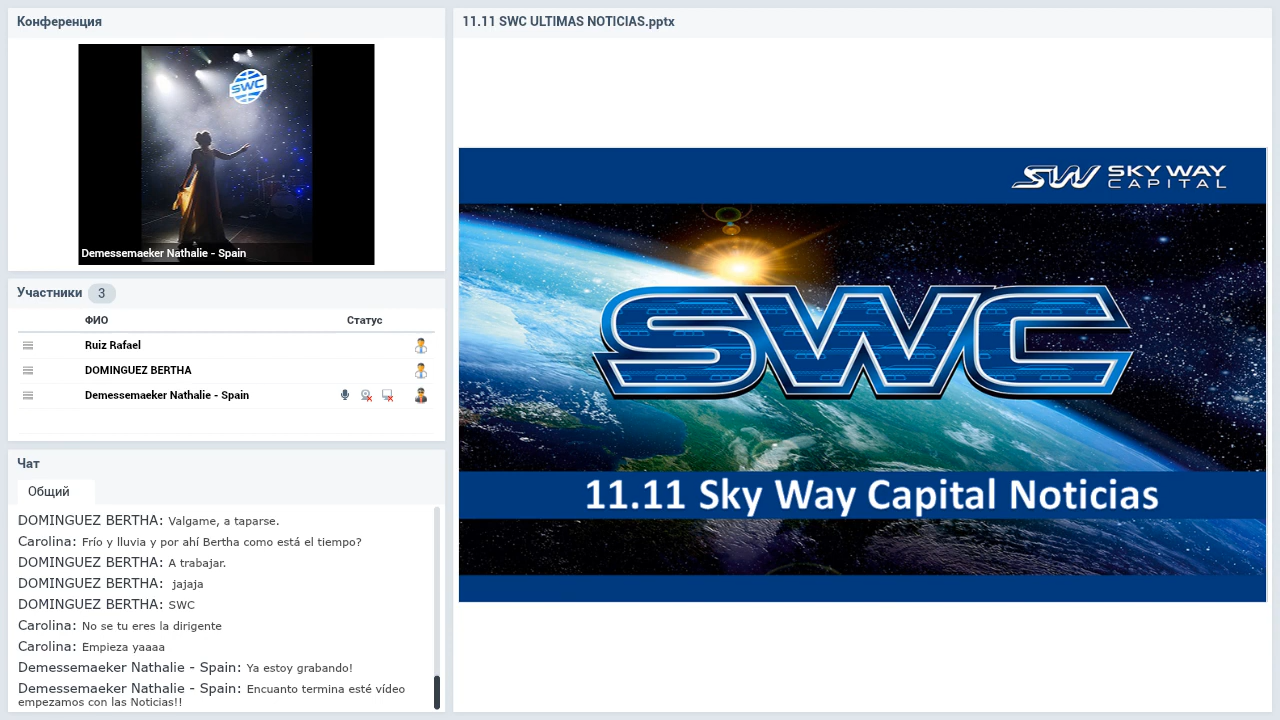 Конференция
SWC
Demessemaeker Nathalie - Spain
Участники 3
ФИО Статус
Ruiz Rafael
DOMINGUEZ BERTHA
Demessemaeker Nathalie - Spain
Чат
Общий
DOMINGUEZ BERTHA: Valgame, a taparse.
Carolina: Frío y lluvia y por ahí Bertha como está el tiempo?
DOMINGUEZ BERTHA: A trabajar.
DOMINGUEZ BERTHA: jajaja
DOMINGUEZ BERTHA: SWC
Carolina: No se tu eres la dirigente
Carolina: Empieza yaaaa
Demessemaeker Nathalie - Spain: Ya estoy grabando!
Demessemaeker Nathalie - Spain: Encuanto termina esté vídeo
empezamos con las Noticias!!
11.11 SWC ULTIMAS NOTICIAS.pptx
SW SKY WAY
CAPITAL
SWC
11.11 Sky Way Capital Noticias